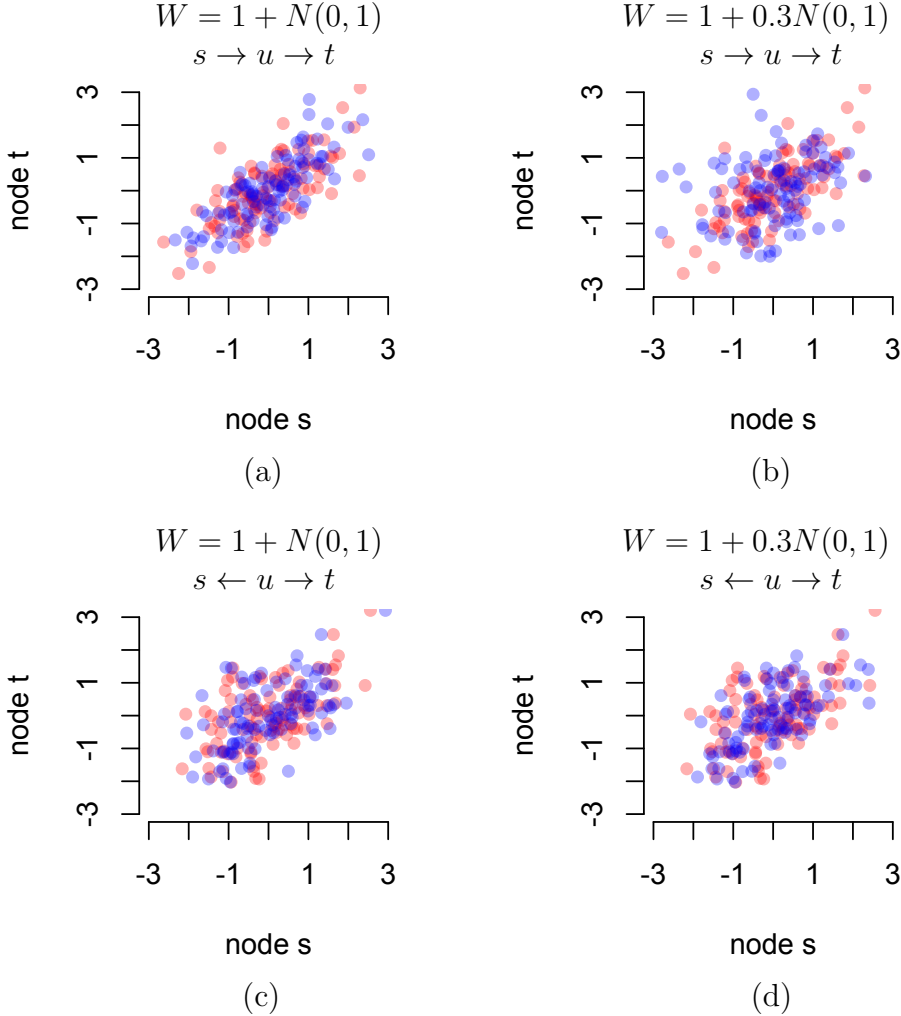 W = 1 + N(0, 1)
s → u → t
3
1
-1
-3
node t
-3 -1 1 3
node s
(a)
W = 1 + 0.3N(0, 1)
s → u → t
3
1
-1
-3
node t
-3 -1 1 3
node s
(b)
W = 1 + N(0, 1)
s ← u → t
3
1
-1
-3
node t
-3 -1 1 3
node s
(c)
W = 1 + 0.3N(0, 1)
s ← u → t
3
1
-1
-3
node t
-3 -1 1 3
node s
(d)